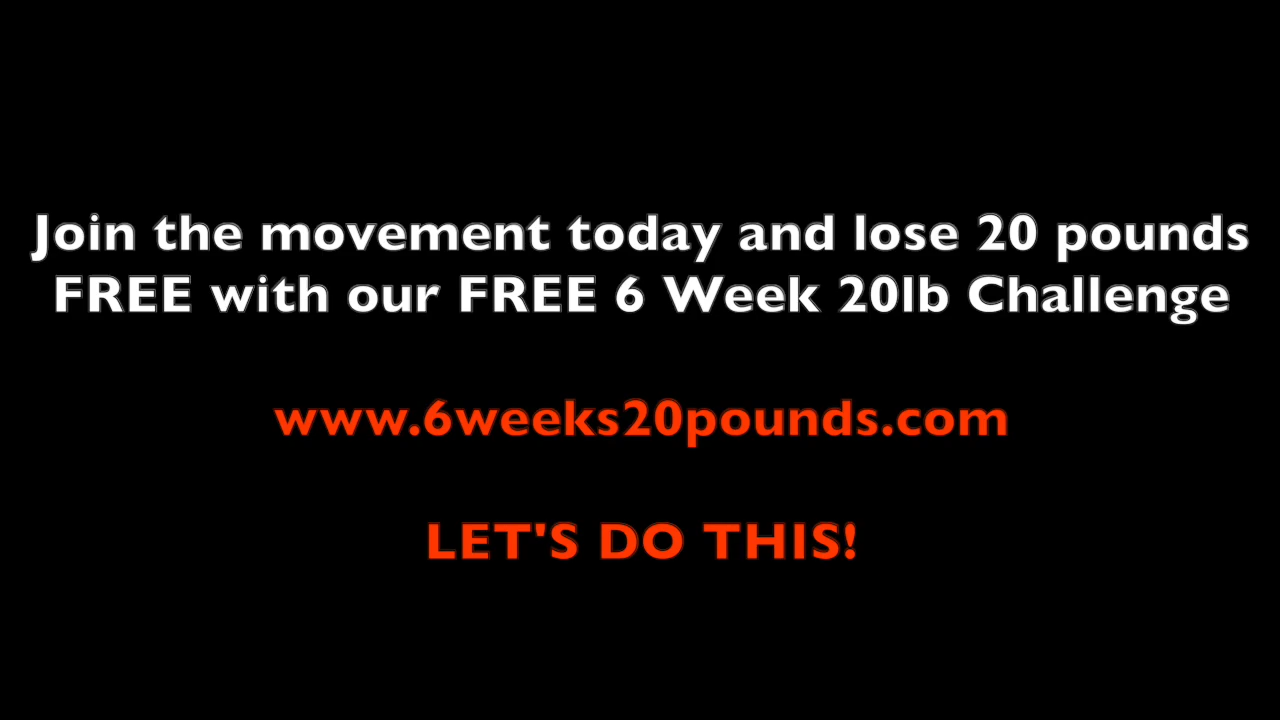 Join the movement today and lose 20 pounds
FREE with our FREE 6 Week 20lb Challenge
www.6weeks20pounds.com
LET'S DO THIS!